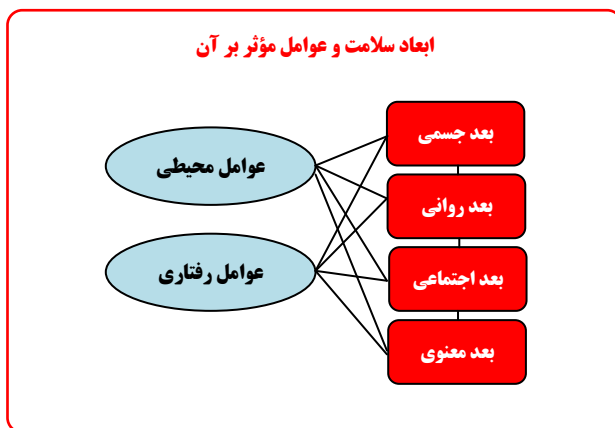 ابعاد سلامت و عوامل مؤثر بر آن
بعد جسمی
عوامل محیطی
بعد روانی
عوامل رفتاری
بعد اجتماعی
بعد معنوی